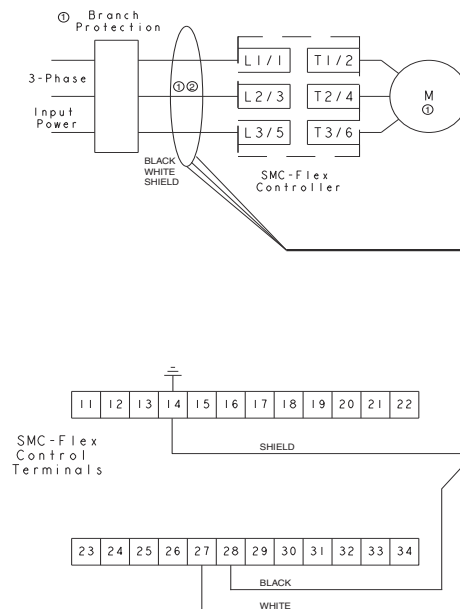 ① Branch
Protection
3-Phase
Input
Power
① ②
L1/1
T1/2
L2/3
T2/4
L3/5
T3/6
M
①
BLACK
WHITE
SHIELD
SMC-Flex
Controller
11 12 13 14 15 16 17 18 19 20 21 22
SMC-Flex
Control
Terminals
SHIELD
23 24 25 26 27 28 29 30 31 32 33 34
BLACK
WHITE